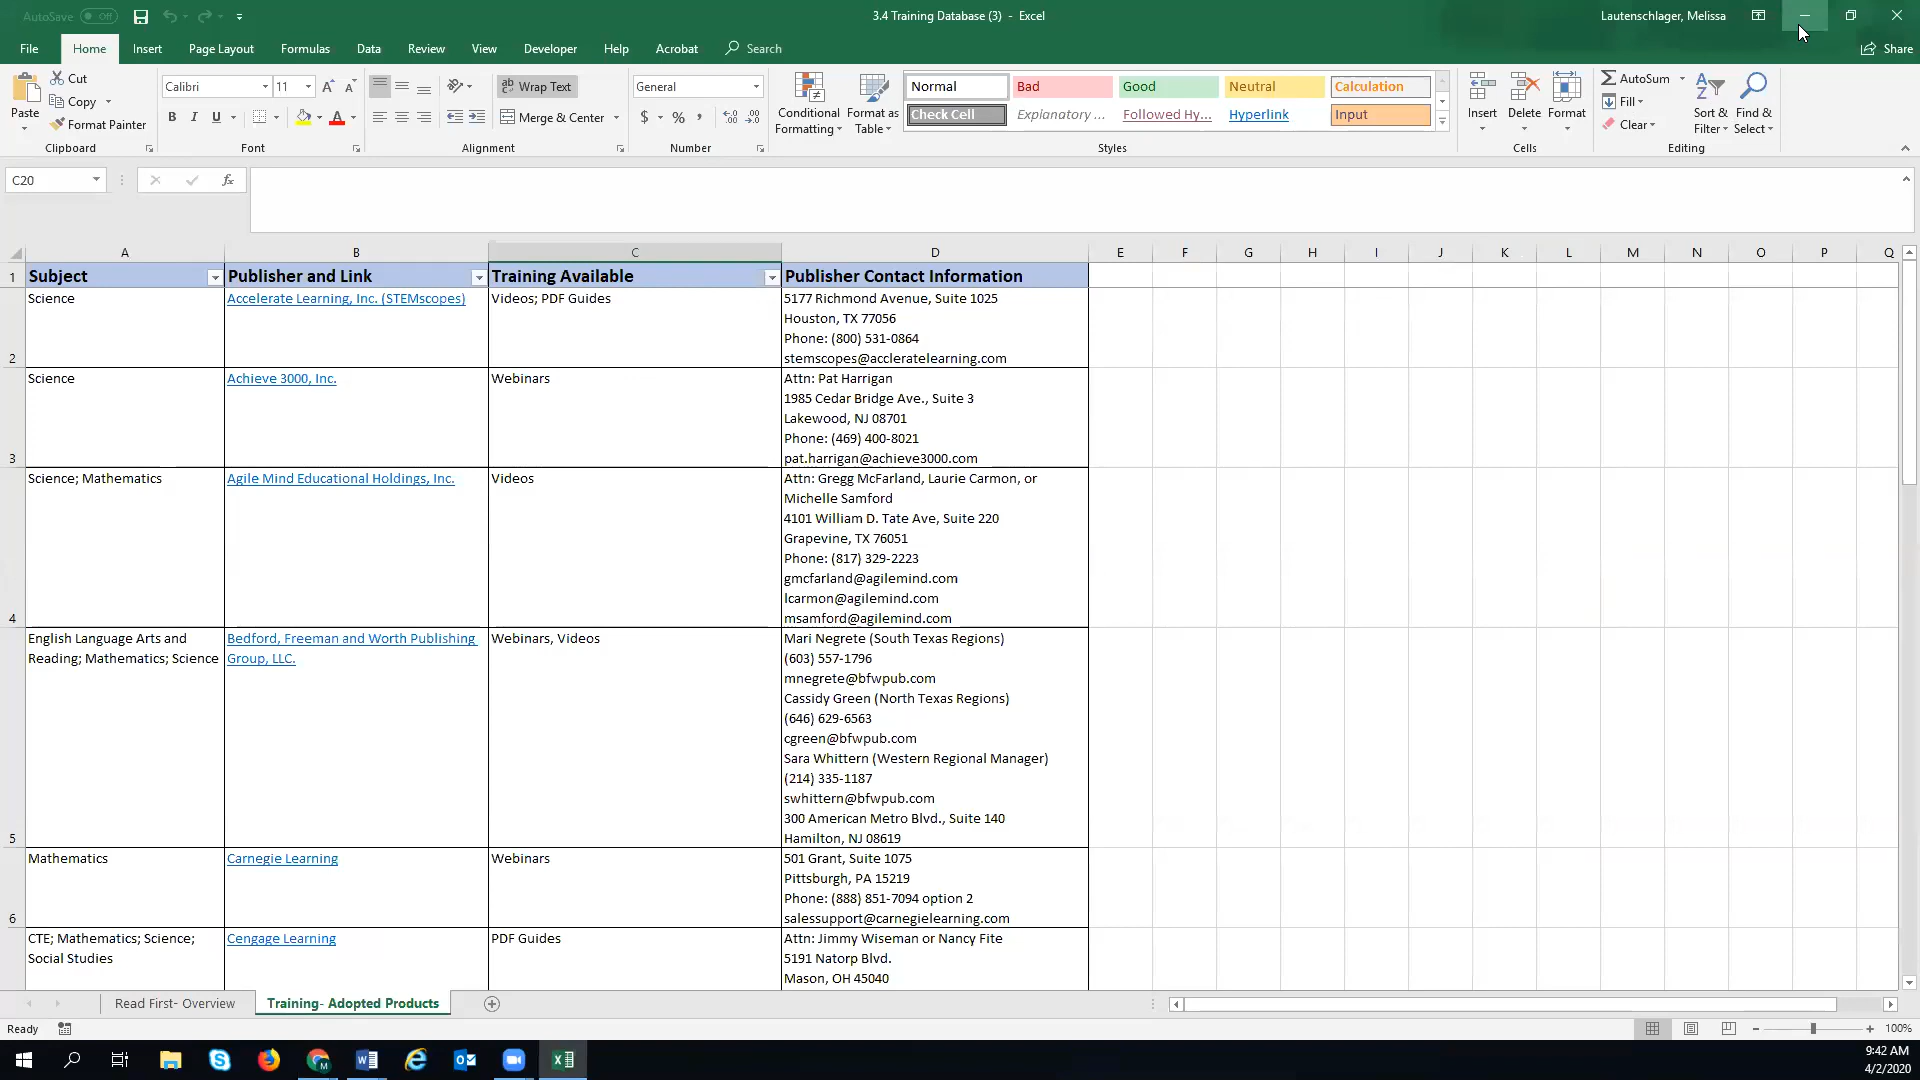 AutoSave Off
3.4 Training Database (3) - Excel
Lautenschlager, Melissa
File Home Insert Page Layout Formulas Data Review View Developer Help Acrobat Search Share
Paste
Cut
Copy
Format Painter
Clipboard
Calibri 11
B I U
Font
Wrap Text
Merge & Center
Alignment
General
$ % ,
Number
Conditional Formatting
Format as Table
Normal Bad Good Neutral Calculation
Check Cell Explanatory ... Followed Hy... Hyperlink Input
Styles
Insert Delete Format
Cells
AutoSum
Fill
Clear
Sort & Filter
Find & Select
Editing
C20
fx
A B C D E F G H I J K L M N O P Q
1 Subject Publisher and Link Training Available Publisher Contact Information
Science Accelerate Learning, Inc. (STEMscopes) Videos; PDF Guides 5177 Richmond Avenue, Suite 1025
Houston, TX 77056
Phone: (800) 531-0864
2 stemscopes@accleratelearning.com
Science Achieve 3000, Inc. Webinars Attn: Pat Harrigan
1985 Cedar Bridge Ave., Suite 3
Lakewood, NJ 08701
Phone: (469) 400-8021
3 pat.harrigan@achieve3000.com
Science; Mathematics Agile Mind Educational Holdings, Inc. Videos Attn: Gregg McFarland, Laurie Carmon, or
Michelle Samford
4101 William D. Tate Ave, Suite 220
Grapevine, TX 76051
Phone: (817) 329-2223
gmcfarland@agilemind.com
lcarmon@agilemind.com
4 msamford@agilemind.com
English Language Arts and Bedford, Freeman and Worth Publishing Webinars, Videos Mari Negrete (South Texas Regions)
Reading; Mathematics; Science Group, LLC. (603) 557-1796
mnegrete@bfwpub.com
Cassidy Green (North Texas Regions)
(646) 629-6563
cgreen@bfwpub.com
Sara Whittern (Western Regional Manager)
(214) 335-1187
swhittern@bfwpub.com
300 American Metro Blvd., Suite 140
5 Hamilton, NJ 08619
Mathematics Carnegie Learning Webinars 501 Grant, Suite 1075
Pittsburgh, PA 15219
Phone: (888) 851-7094 option 2
6 salessupport@carnegielearning.com
CTE; Mathematics; Science; Cengage Learning PDF Guides Attn: Jimmy Wiseman or Nancy Fite
Social Studies 5191 Natorp Blvd.
Mason, OH 45040
Read First- Overview Training- Adopted Products
Ready 100%
9:42 AM
4/2/2020